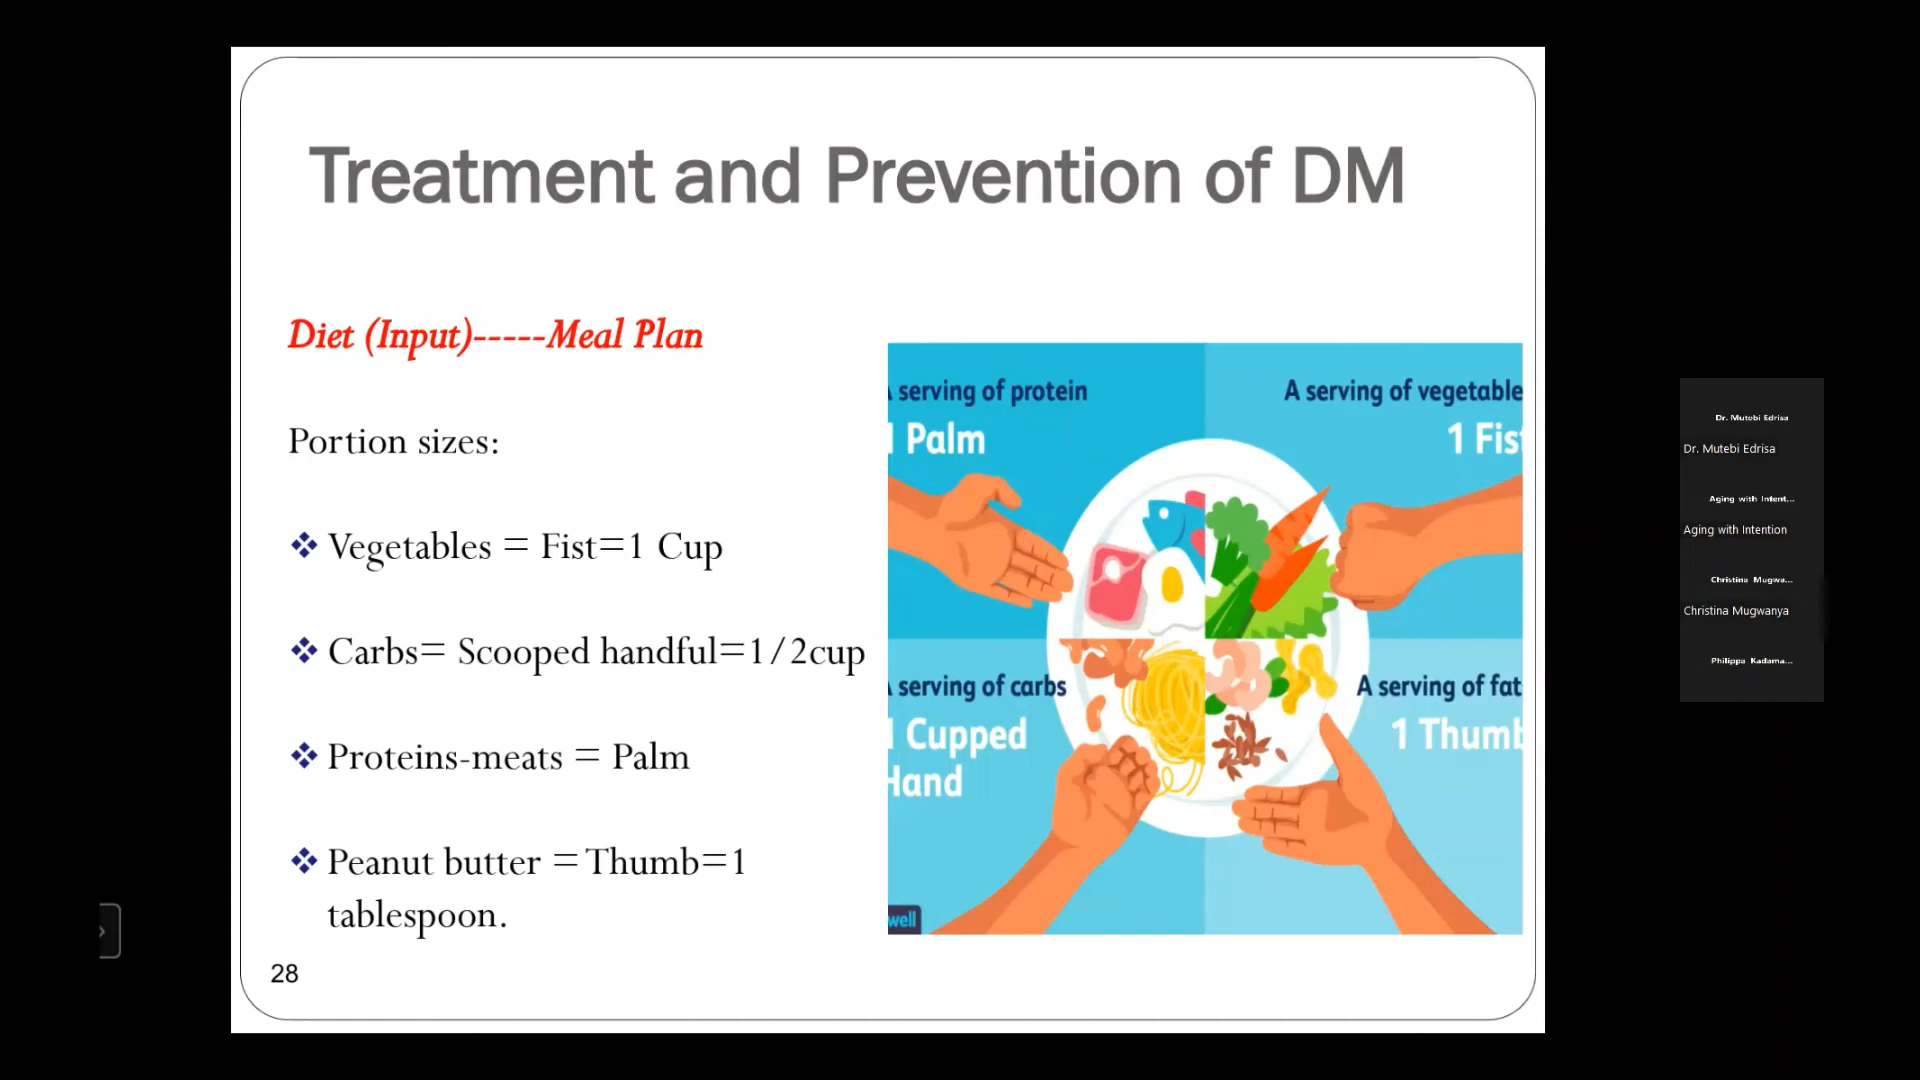 Treatment and Prevention of DM
Diet (Input)-----Meal Plan
Portion sizes:
❖ Vegetables = Fist=1 Cup
❖ Carbs= Scooped handful=1/2cup
❖ Proteins-meats = Palm
❖ Peanut butter =Thumb=1
tablespoon.
28
serving of protein
Palm
A serving of vegetable
1 Fis
serving of carbs
Cupped
Hand
A serving of fat
1 Thumb
well
Dr. Mutebi Edrisa
Dr. Mutebi Edrisa
Aging with Intent...
Aging with Intention
Christina Mugwa...
Christina Mugwanya
Philippa Kadama...